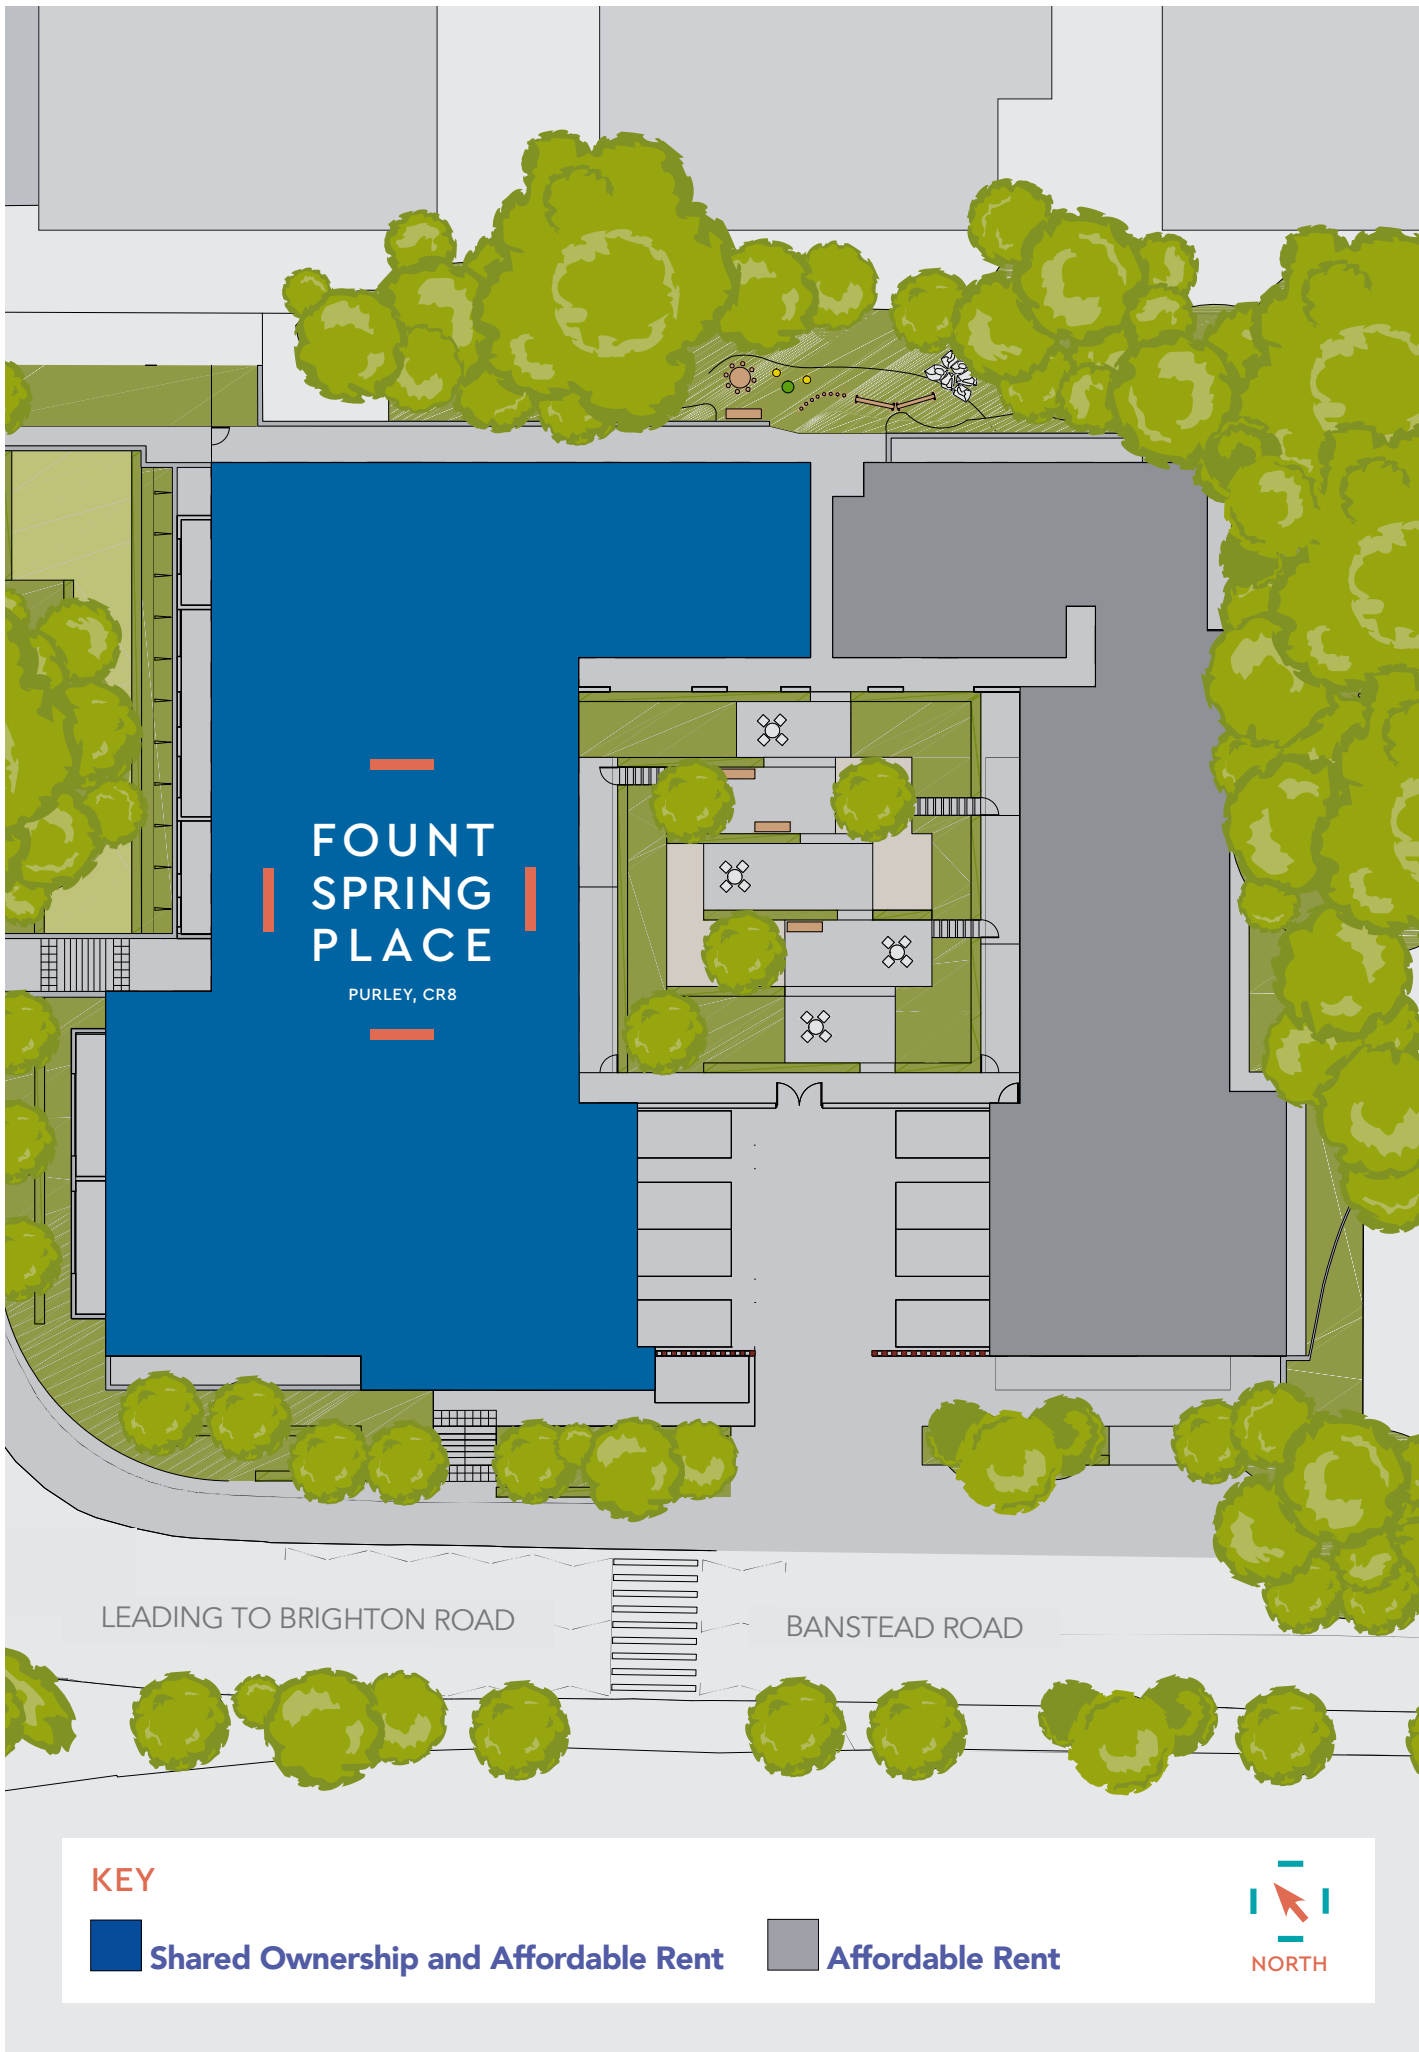 FOUNT
SPRING
PLACE
PURLEY, CR8
LEADING TO BRIGHTON ROAD
BANSTEAD ROAD
KEY
Shared Ownership and Affordable Rent
Affordable Rent
NORTH